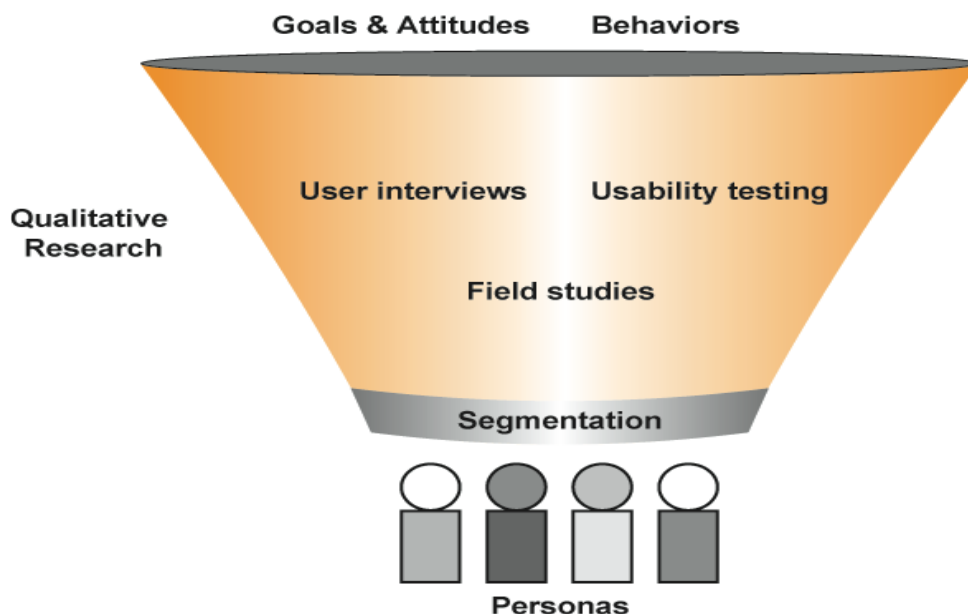 Goals & Attitudes
Behaviors
User interviews
Usability testing
Qualitative
Research
Field studies
Segmentation
Personas